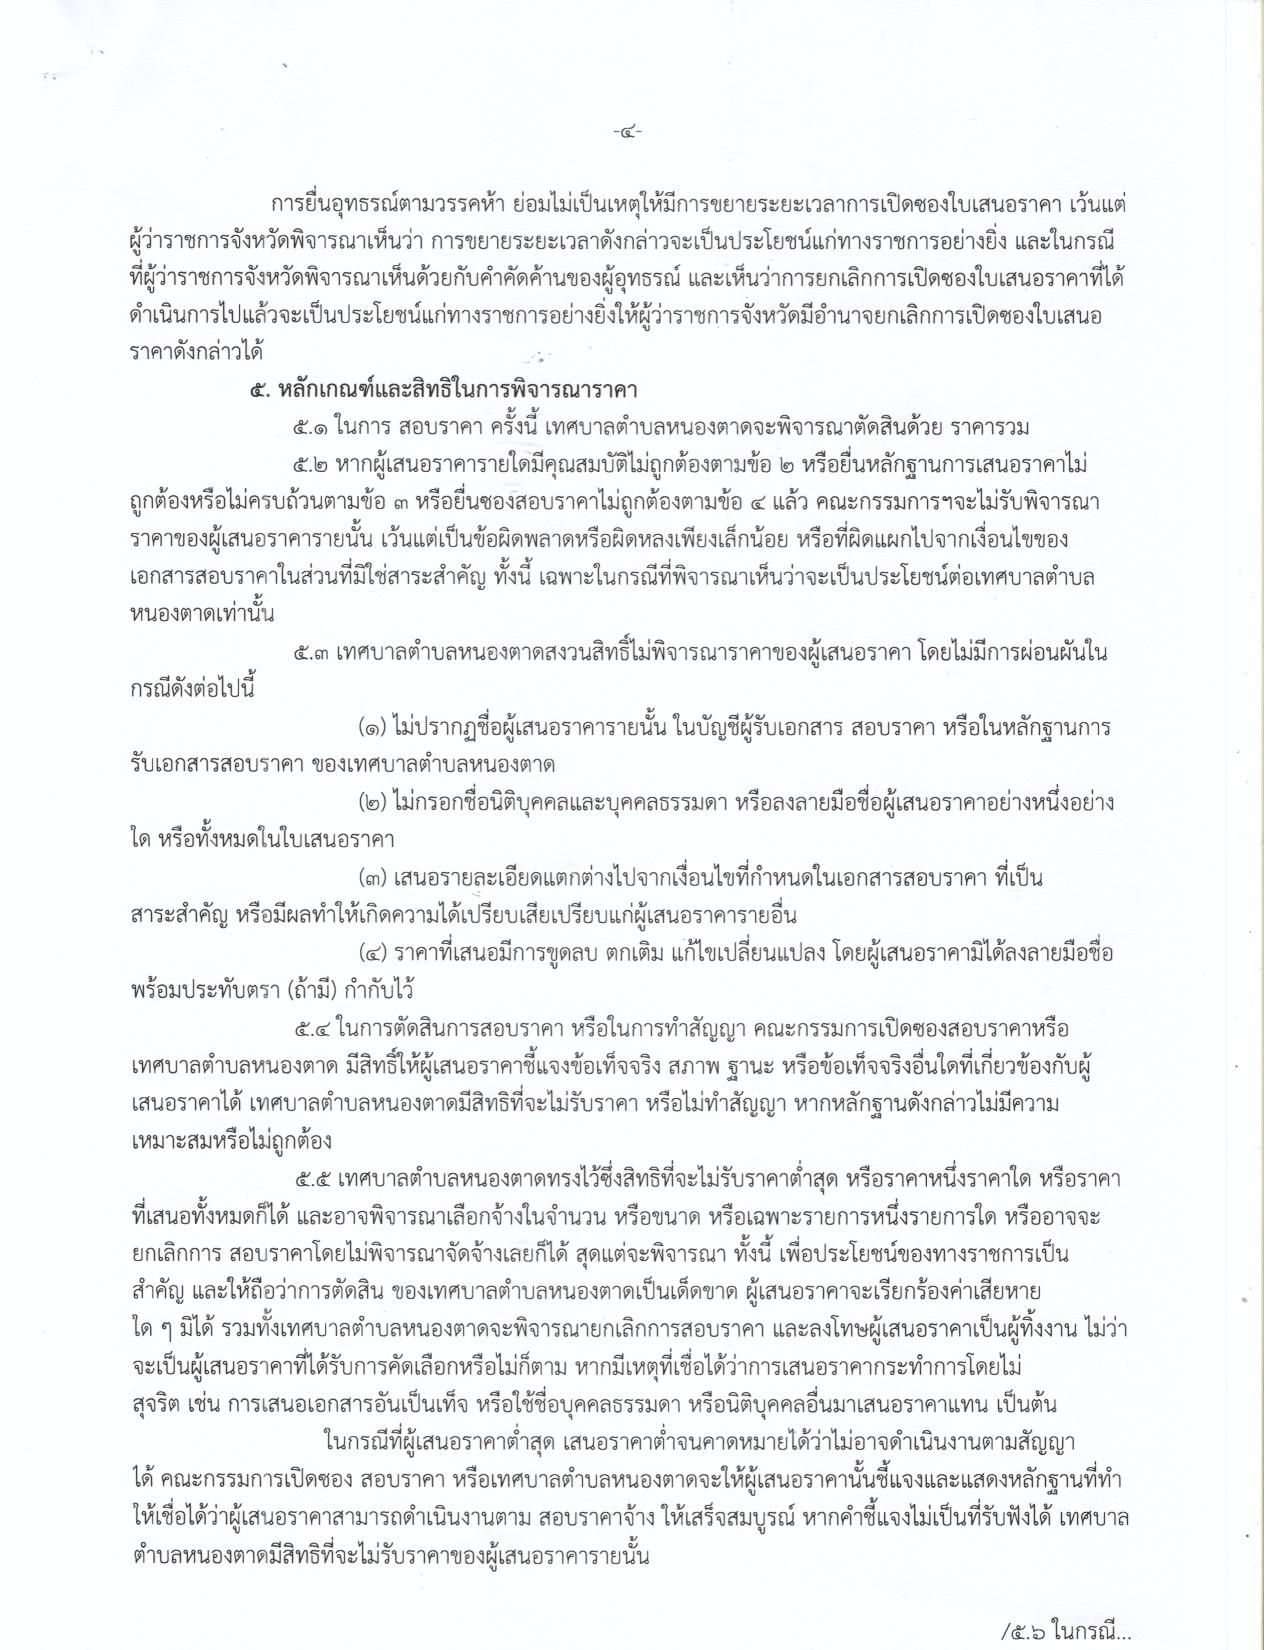 -๔-
การยื่นอุทธรณ์ตามวรรคห้า ย่อมไม่เป็นเหตุให้มีการขยายระยะเวลาการเปิดซองใบเสนอราคา เว้นแต่
ผู้ว่าราชการจังหวัดพิจารณาเห็นว่า การขยายระยะเวลาดังกล่าวจะเป็นประโยชน์แก่ทางราชการอย่างยิ่ง และในกรณี
ที่ผู้ว่าราชการจังหวัดพิจารณาเห็นด้วยกับคำคัดค้านของผู้อุทธรณ์ และเห็นว่าการยกเลิกการเปิดซองใบเสนอราคาที่ได้
ดำเนินการไปแล้วจะเป็นประโยชน์แก่ทางราชการอย่างยิ่งให้ผู้ว่าราชการจังหวัดมีอำนาจยกเลิกการเปิดซองใบเสนอ
ราคาดังกล่าวได้
๕. หลักเกณฑ์และสิทธิในการพิจารณาราคา
๕.๑ ในการ สอบราคา ครั้งนี้ เทศบาลตำบลหนองตาดจะพิจารณาตัดสินด้วย ราคารวม
๕.๒ หากผู้เสนอราคารายใดมีคุณสมบัติไม่ถูกต้องตามข้อ ๒ หรือยื่นหลักฐานการเสนอราคาไม่
ถูกต้องหรือไม่ครบถ้วนตามข้อ ๓ หรือยื่นซองสอบราคาไม่ถูกต้องตามข้อ ๔ แล้ว คณะกรรมการฯจะไม่รับพิจารณา
ราคาของผู้เสนอราคารายนั้น เว้นแต่เป็นข้อผิดพลาดหรือผิดหลงเพียงเล็กน้อย หรือที่ผิดแผกไปจากเงื่อนไขของ
เอกสารสอบราคาในส่วนที่มิใช่สาระสำคัญ ทั้งนี้ เฉพาะในกรณีที่พิจารณาเห็นว่าจะเป็นประโยชน์ต่อเทศบาลตำบล
หนองตาดเท่านั้น
๕.๓ เทศบาลตำบลหนองตาดสงวนสิทธิ์ไม่พิจารณาราคาของผู้เสนอราคา โดยไม่มีการผ่อนผันใน
กรณีดังต่อไปนี้
(๑) ไม่ปรากฏชื่อผู้เสนอราคารายนั้น ในบัญชีผู้รับเอกสาร สอบราคา หรือในหลักฐานการ
รับเอกสารสอบราคา ของเทศบาลตำบลหนองตาด
(๒) ไม่กรอกชื่อนิติบุคคลและบุคคลธรรมดา หรือลงลายมือชื่อผู้เสนอราคาอย่างหนึ่งอย่าง
ใด หรือทั้งหมดในใบเสนอราคา
(๓) เสนอรายละเอียดแตกต่างไปจากเงื่อนไขที่กำหนดในเอกสารสอบราคา ที่เป็น
สาระสำคัญ หรือมีผลทำให้เกิดความได้เปรียบเสียเปรียบแก่ผู้เสนอราคารายอื่น
(๔) ราคาที่เสนอมีการขูดลบ ตกเติม แก้ไขเปลี่ยนแปลง โดยผู้เสนอราคามิได้ลงลายมือชื่อ
พร้อมประทับตรา (ถ้ามี) กำกับไว้
๕.๔ ในการตัดสินการสอบราคา หรือในการทำสัญญา คณะกรรมการเปิดซองสอบราคาหรือ
เทศบาลตำบลหนองตาด มีสิทธิ์ให้ผู้เสนอราคาชี้แจงข้อเท็จจริง สภาพ ฐานะ หรือข้อเท็จจริงอื่นใดที่เกี่ยวข้องกับผู้
เสนอราคาได้ เทศบาลตำบลหนองตาดมีสิทธิที่จะไม่รับราคา หรือไม่ทำสัญญา หากหลักฐานดังกล่าวไม่มีความ
เหมาะสมหรือไม่ถูกต้อง
๕.๕ เทศบาลตำบลหนองตาดทรงไว้ซึ่งสิทธิที่จะไม่รับราคาต่ำสุด หรือราคาหนึ่งราคาใด หรือราคา
ที่เสนอทั้งหมดก็ได้ และอาจพิจารณาเลือกจ้างในจำนวน หรือขนาด หรือเฉพาะรายการหนึ่งรายการใด หรืออาจจะ
ยกเลิกการ สอบราคาโดยไม่พิจารณาจัดจ้างเลยก็ได้ สุดแต่จะพิจารณา ทั้งนี้ เพื่อประโยชน์ของทางราชการเป็น
สำคัญ และให้ถือว่าการตัดสิน ของเทศบาลตำบลหนองตาดเป็นเด็ดขาด ผู้เสนอราคาจะเรียกร้องค่าเสียหาย
ใด ๆ มิได้ รวมทั้งเทศบาลตำบลหนองตาดจะพิจารณายกเลิกการสอบราคา และลงโทษผู้เสนอราคาเป็นผู้ทิ้งงาน ไม่ว่า
จะเป็นผู้เสนอราคาที่ได้รับการคัดเลือกหรือไม่ก็ตาม หากมีเหตุที่เชื่อได้ว่าการเสนอราคากระทำการโดยไม่
สุจริต เช่น การเสนอเอกสารอันเป็นเท็จ หรือใช้ชื่อบุคคลธรรมดา หรือนิติบุคคลอื่นมาเสนอราคาแทน เป็นต้น
ในกรณีที่ผู้เสนอราคาต่ำสุด เสนอราคาต่ำจนคาดหมายได้ว่าไม่อาจดำเนินงานตามสัญญา
ได้ คณะกรรมการเปิดซอง สอบราคา หรือเทศบาลตำบลหนองตาดจะให้ผู้เสนอราคานั้นชี้แจงและแสดงหลักฐานที่ทำ
ให้เชื่อได้ว่าผู้เสนอราคาสามารถดำเนินงานตาม สอบราคาจ้าง ให้เสร็จสมบูรณ์ หากคำชี้แจงไม่เป็นที่รับฟังได้ เทศบาล
ตำบลหนองตาดมีสิทธิที่จะไม่รับราคาของผู้เสนอราคารายนั้น
/๕.๖ ในกรณี...